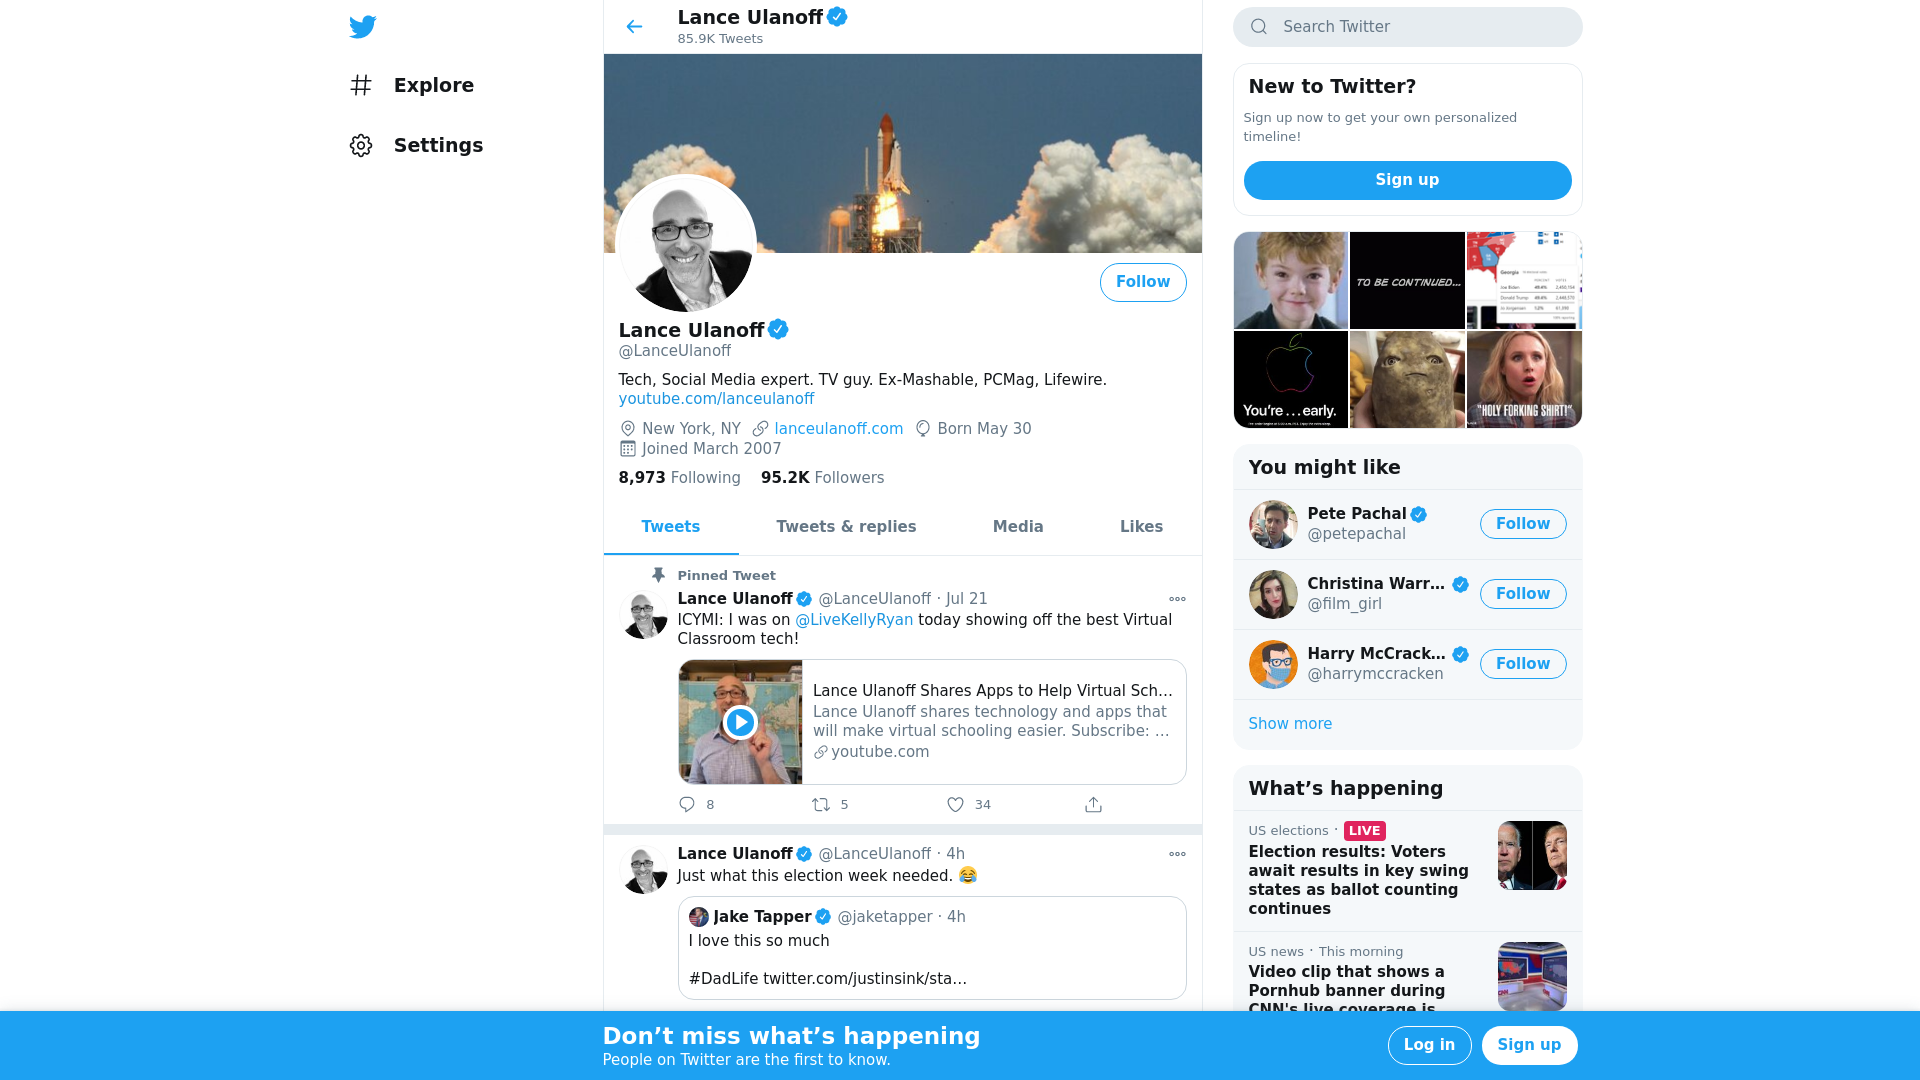 Explore
Settings
Lance Ulanoff
85.9K Tweets
Follow
Lance Ulanoff
@LanceUlanoff
Tech, Social Media expert. TV guy. Ex-Mashable, PCMag, Lifewire.
youtube.com/lanceulanoff
New York, NY lanceulanoff.com Born May 30
Joined March 2007
8,973 Following 95.2K Followers
Tweets Tweets & replies Media Likes
Pinned Tweet
Lance Ulanoff @LanceUlanoff · Jul 21
ICYMI: I was on @LiveKellyRyan today showing off the best Virtual
Classroom tech!
Lance Ulanoff Shares Apps to Help Virtual Sch…
Lance Ulanoff shares technology and apps that
will make virtual schooling easier. Subscribe: …
youtube.com
8 5 34
Lance Ulanoff @LanceUlanoff · 4h
Just what this election week needed. 😂
Jake Tapper @jaketapper · 4h
I love this so much
#DadLife twitter.com/justinsink/sta…
Search Twitter
New to Twitter?
Sign up now to get your own personalized
timeline!
Sign up
TO BE CONTINUED...
Georgia
Joe Biden
Donald Trump
You're . . . early.
"HOLY FORKING SHIRT!"
You might like
Pete Pachal
@petepachal
Follow
Christina Warr…
@film_girl
Follow
Harry McCrack…
@harrymccracken
Follow
Show more
What’s happening
US elections · LIVE
Election results: Voters
await results in key swing
states as ballot counting
continues
US news · This morning
Video clip that shows a
Pornhub banner during
CNN's live coverage is
Don’t miss what’s happening
People on Twitter are the first to know.
Log in
Sign up